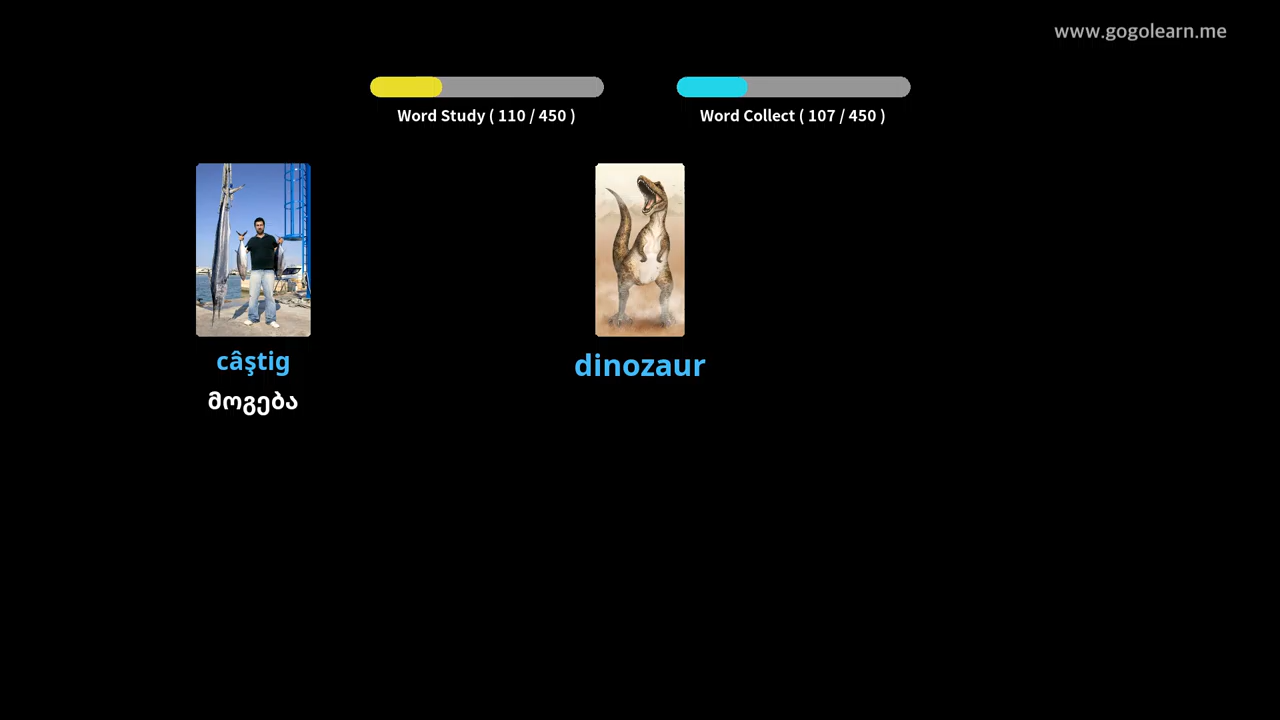 www.gogolearn.me
Word Study ( 110 / 450 )
Word Collect ( 107 / 450 )
câştig
მოგება
dinozaur